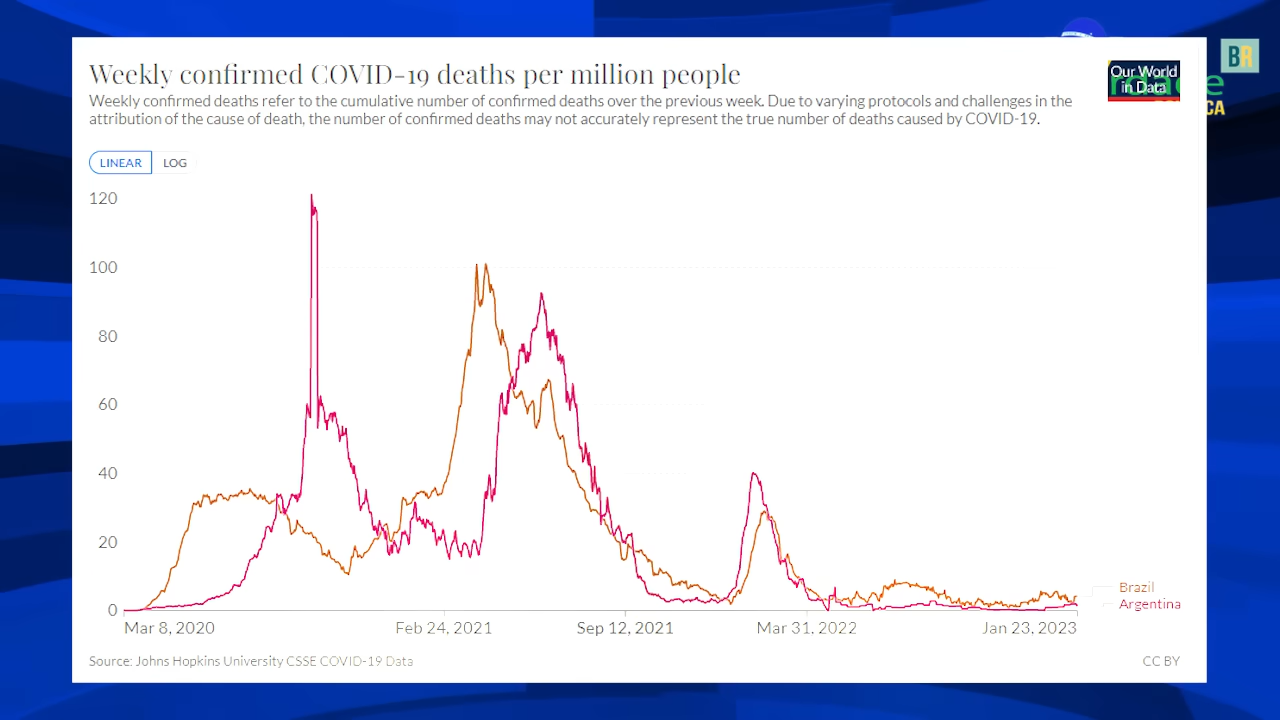 Weekly confirmed COVID-19 deaths per million people
Weekly confirmed deaths refer to the cumulative number of confirmed deaths over the previous week. Due to varying protocols and challenges in the
attribution of the cause of death, the number of confirmed deaths may not accurately represent the true number of deaths caused by COVID-19.
Our World
in Data
BR
CA
LINEAR
LOG
120
100
80
60
40
20
0
Brazil
Argentina
Mar 8, 2020
Feb 24, 2021
Sep 12, 2021
Mar 31, 2022
Jan 23, 2023
Source: Johns Hopkins University CSSE COVID-19 Data
CC BY